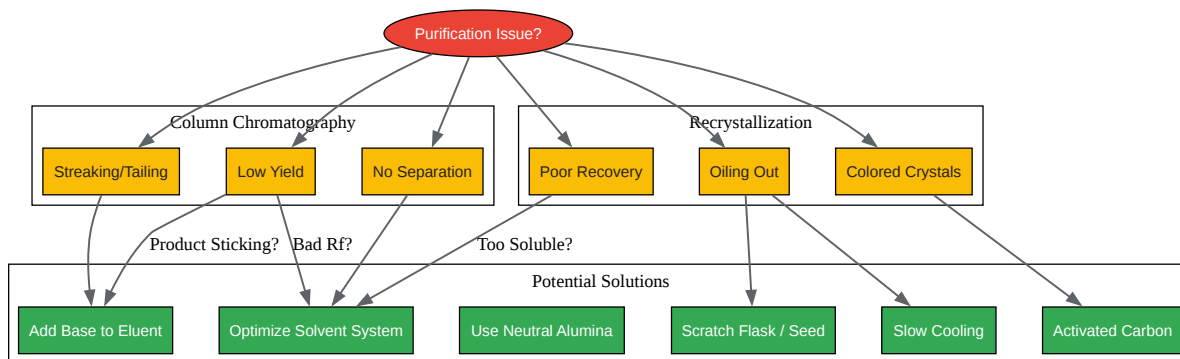 Purification Issue?
Column Chromatography
Recrystallization
Streaking/Tailing
Low Yield
No Separation
Poor Recovery
Oiling Out
Colored Crystals
Product Sticking?
Bad Rf?
Too Soluble?
Potential Solutions
Add Base to Eluent
Optimize Solvent System
Use Neutral Alumina
Scratch Flask / Seed
Slow Cooling
Activated Carbon